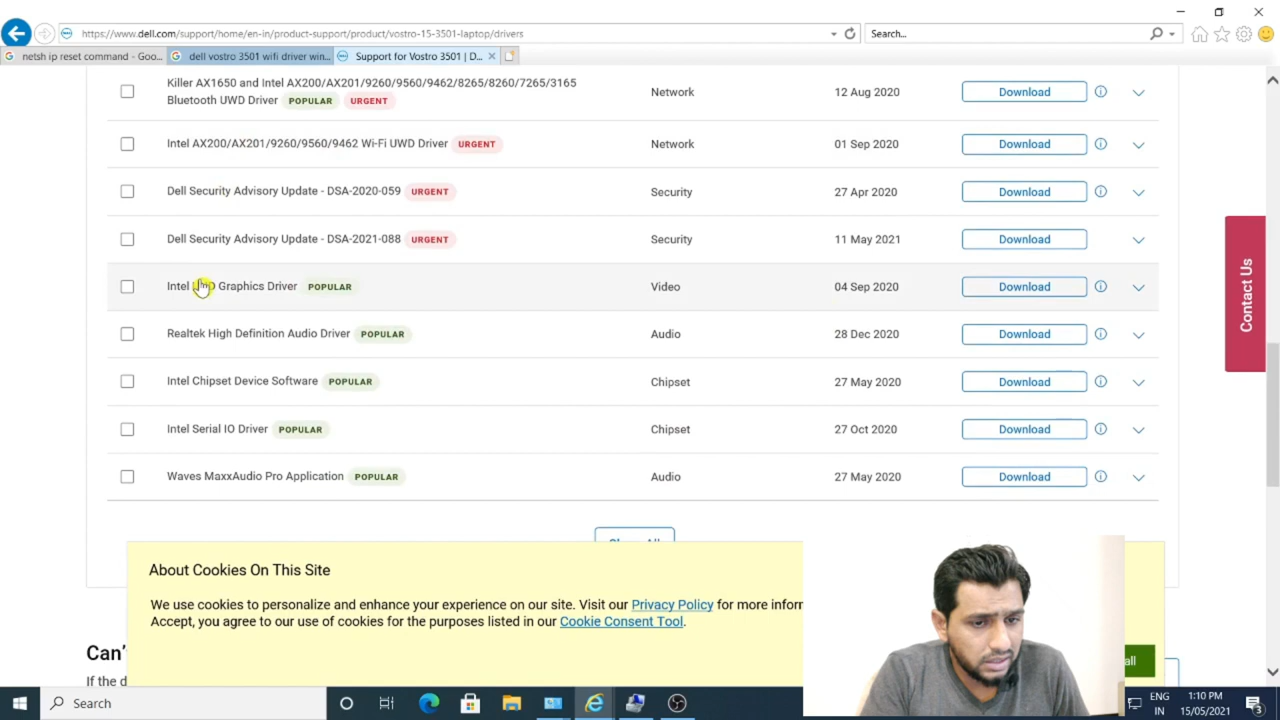 https://www.dell.com/support/home/en-in/product-support/product/vostro-15-3501-laptop/drivers
Search...
netsh ip reset command - Goo...
dell vostro 3501 wifi driver win...
Support for Vostro 3501 | D...
Killer AX1650 and Intel AX200/AX201/9260/9560/9462/8265/8260/7265/3165
Bluetooth UWD Driver POPULAR URGENT
Network
12 Aug 2020
Download
Intel AX200/AX201/9260/9560/9462 Wi-Fi UWD Driver URGENT
Network
01 Sep 2020
Download
Dell Security Advisory Update - DSA-2020-059 URGENT
Security
27 Apr 2020
Download
Dell Security Advisory Update - DSA-2021-088 URGENT
Security
11 May 2021
Download
Intel Graphics Driver POPULAR
Video
04 Sep 2020
Download
Realtek High Definition Audio Driver POPULAR
Audio
28 Dec 2020
Download
Intel Chipset Device Software POPULAR
Chipset
27 May 2020
Download
Intel Serial IO Driver POPULAR
Chipset
27 Oct 2020
Download
Waves MaxxAudio Pro Application POPULAR
Audio
27 May 2020
Download
Contact Us
About Cookies On This Site
We use cookies to personalize and enhance your experience on our site. Visit our Privacy Policy for more infor
Accept, you agree to our use of cookies for the purposes listed in our Cookie Consent Tool.
all
Can'
If the d
Search
ENG
IN
1:10 PM
15/05/2021
3